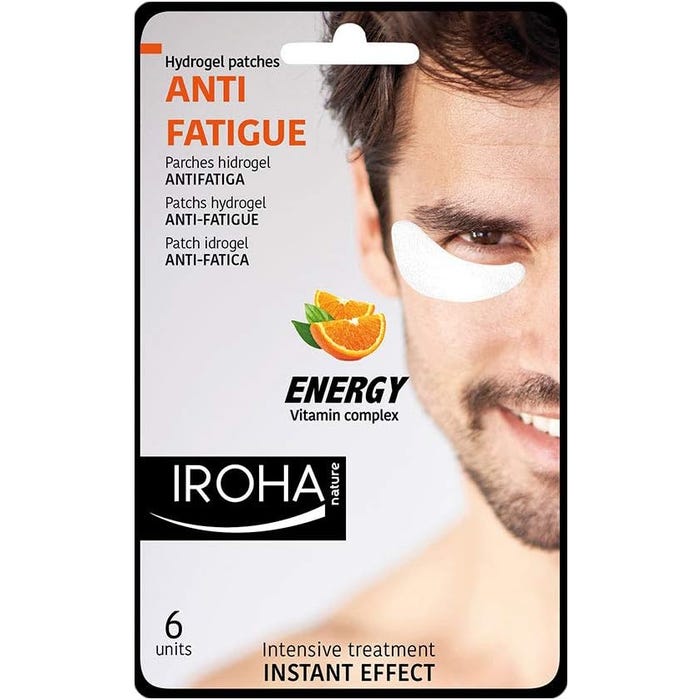 Hydrogel patches
ANTI
FATIGUE
Parches hidrogel
ANTIFATIGA
Patchs hydrogel
ANTI-FATIGUE
Patch idrogel
ANTI-FATICA
ENERGY
Vitamin complex
IROHA
nature
6
units
Intensive treatment
INSTANT EFFECT